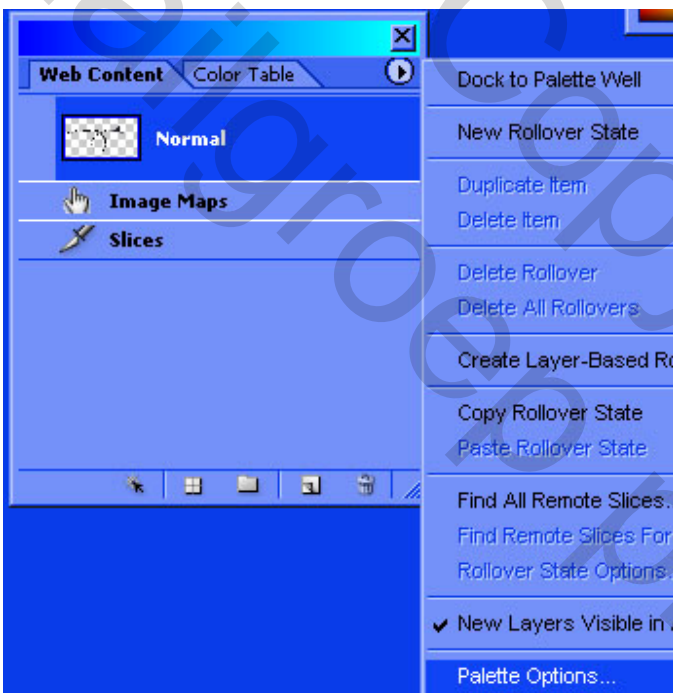 Web Content Color Table
Normal
Image Maps
Slices
Dock to Palette Well
New Rollover State
Duplicate Item
Delete Item
Delete Rollover
Delete All Rollovers
Create Layer-Based Ro
Copy Rollover State
Paste Rollover State
Find All Remote Slices.
Find Remote Slices For
Rollover State Options.
New Layers Visible in
Palette Options...